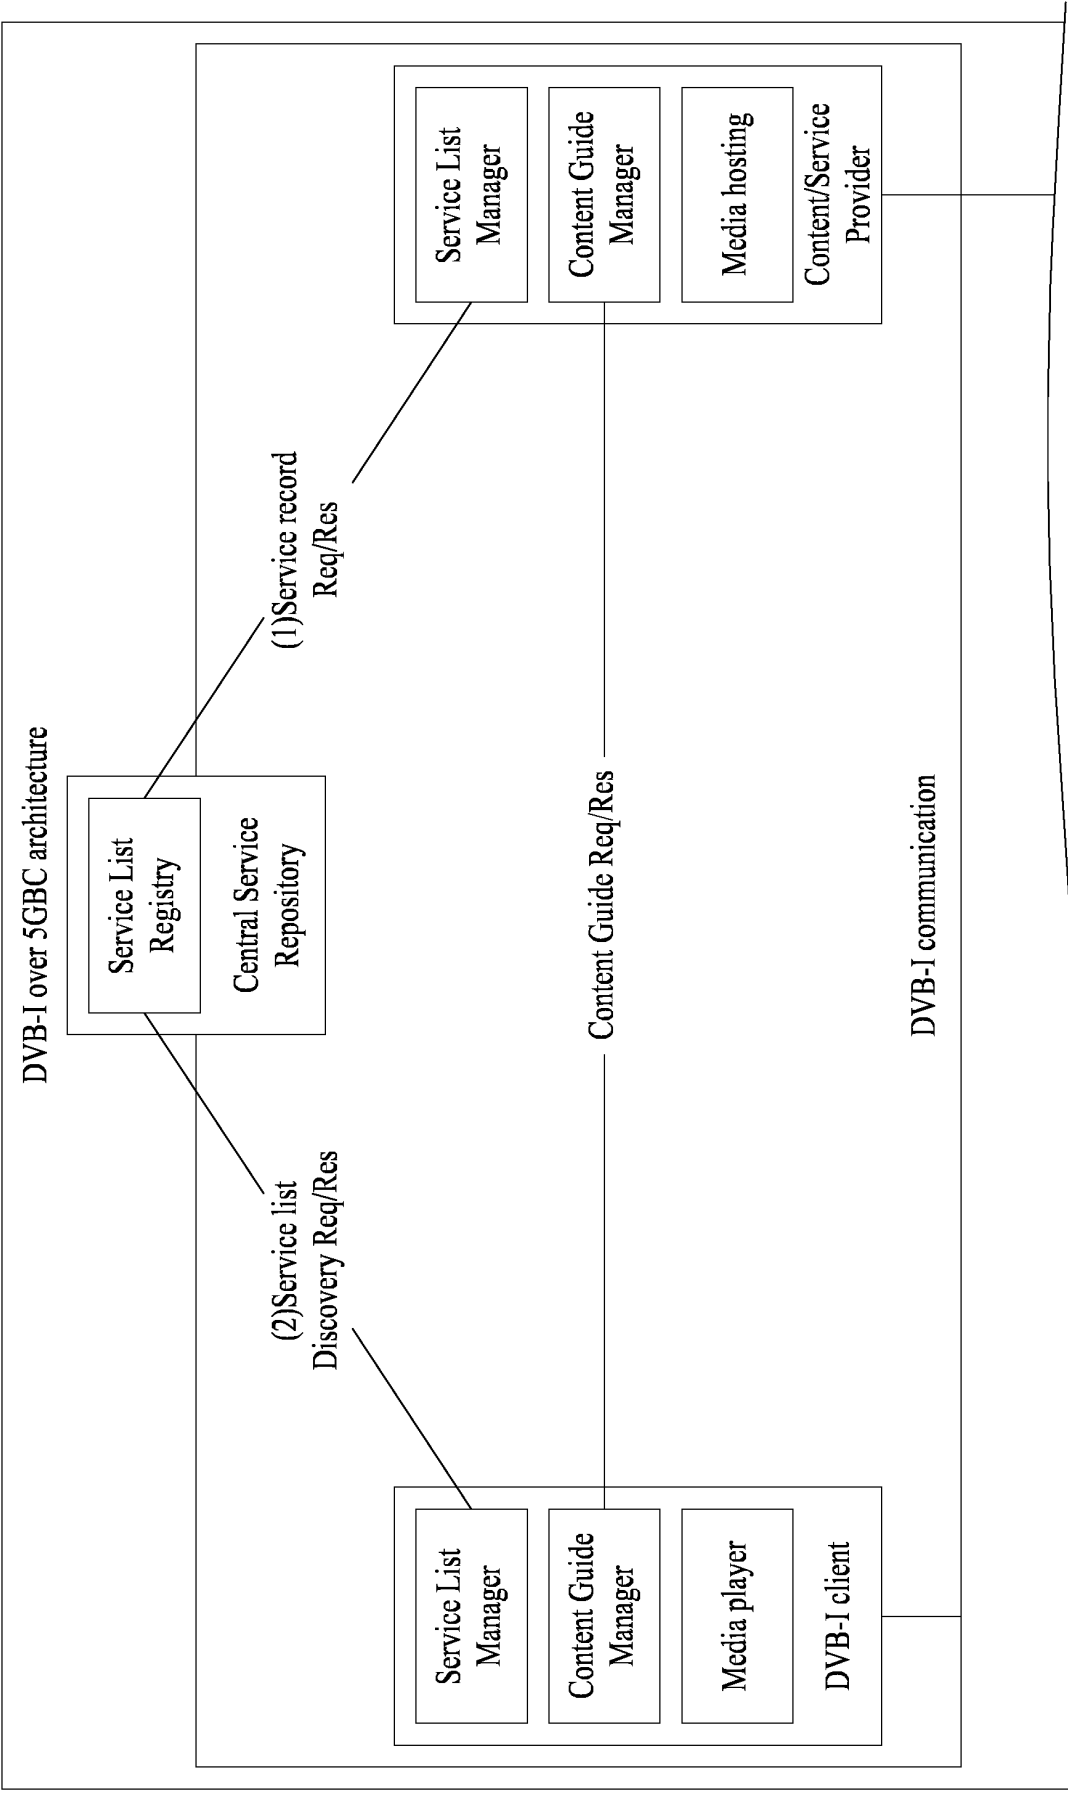 DVB-I over 5GBC architecture
Service List
Registry
Central Service
Repository
(2)Service list
Discovery Req/Res
(1)Service record
Req/Res
Service List
Manager
Content Guide
Manager
Media player
DVB-I client
Content Guide Req/Res
Service List
Manager
Content Guide
Manager
Media hosting
Content/Service
Provider
DVB-I communication